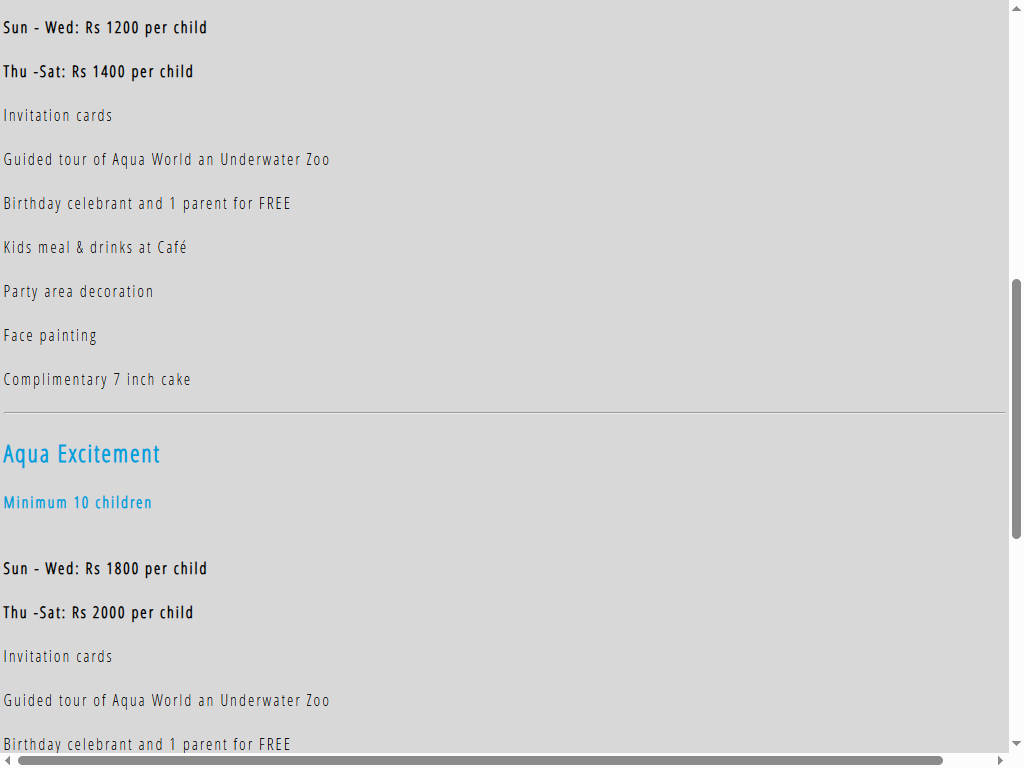 Sun - Wed: Rs 1200 per child
Thu -Sat: Rs 1400 per child
Invitation cards
Guided tour of Aqua World an Underwater Zoo
Birthday celebrant and 1 parent for FREE
Kids meal & drinks at Café
Party area decoration
Face painting
Complimentary 7 inch cake
Aqua Excitement
Minimum 10 children
Sun - Wed: Rs 1800 per child
Thu -Sat: Rs 2000 per child
Invitation cards
Guided tour of Aqua World an Underwater Zoo
Birthday celebrant and 1 parent for FREE